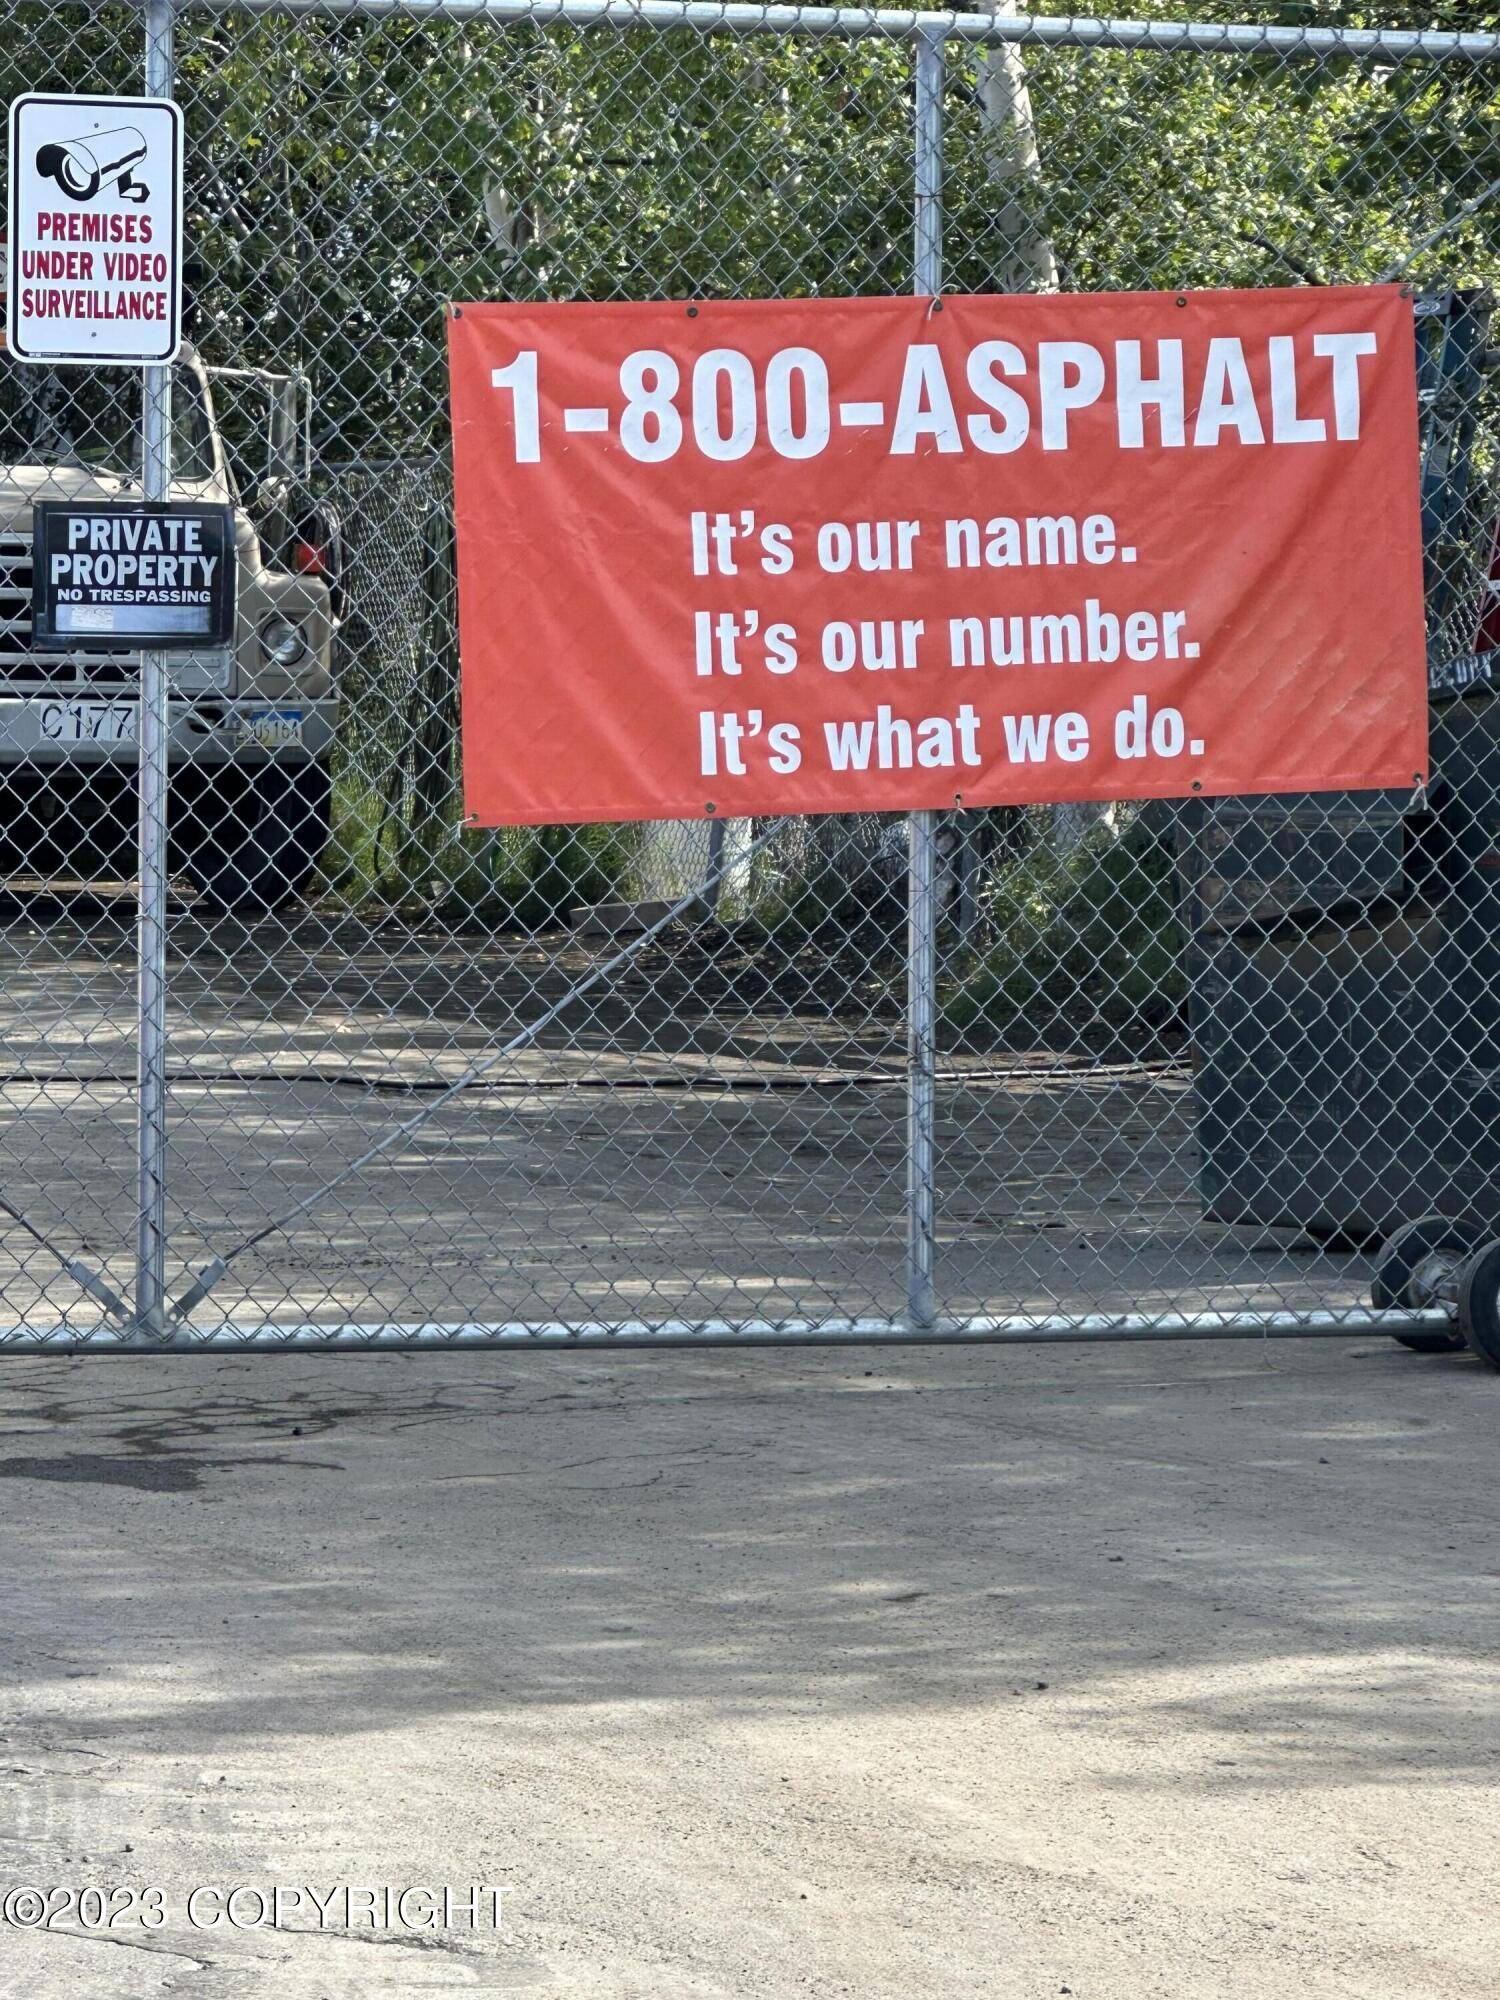 PREMISES
UNDER VIDEO
SURVEILLANCE
PRIVATE
PROPERTY
NO TRESPASSING
C177
1-800-ASPHALT
It's our name.
It's our number.
It's what we do.
©2023 COPYRIGHT